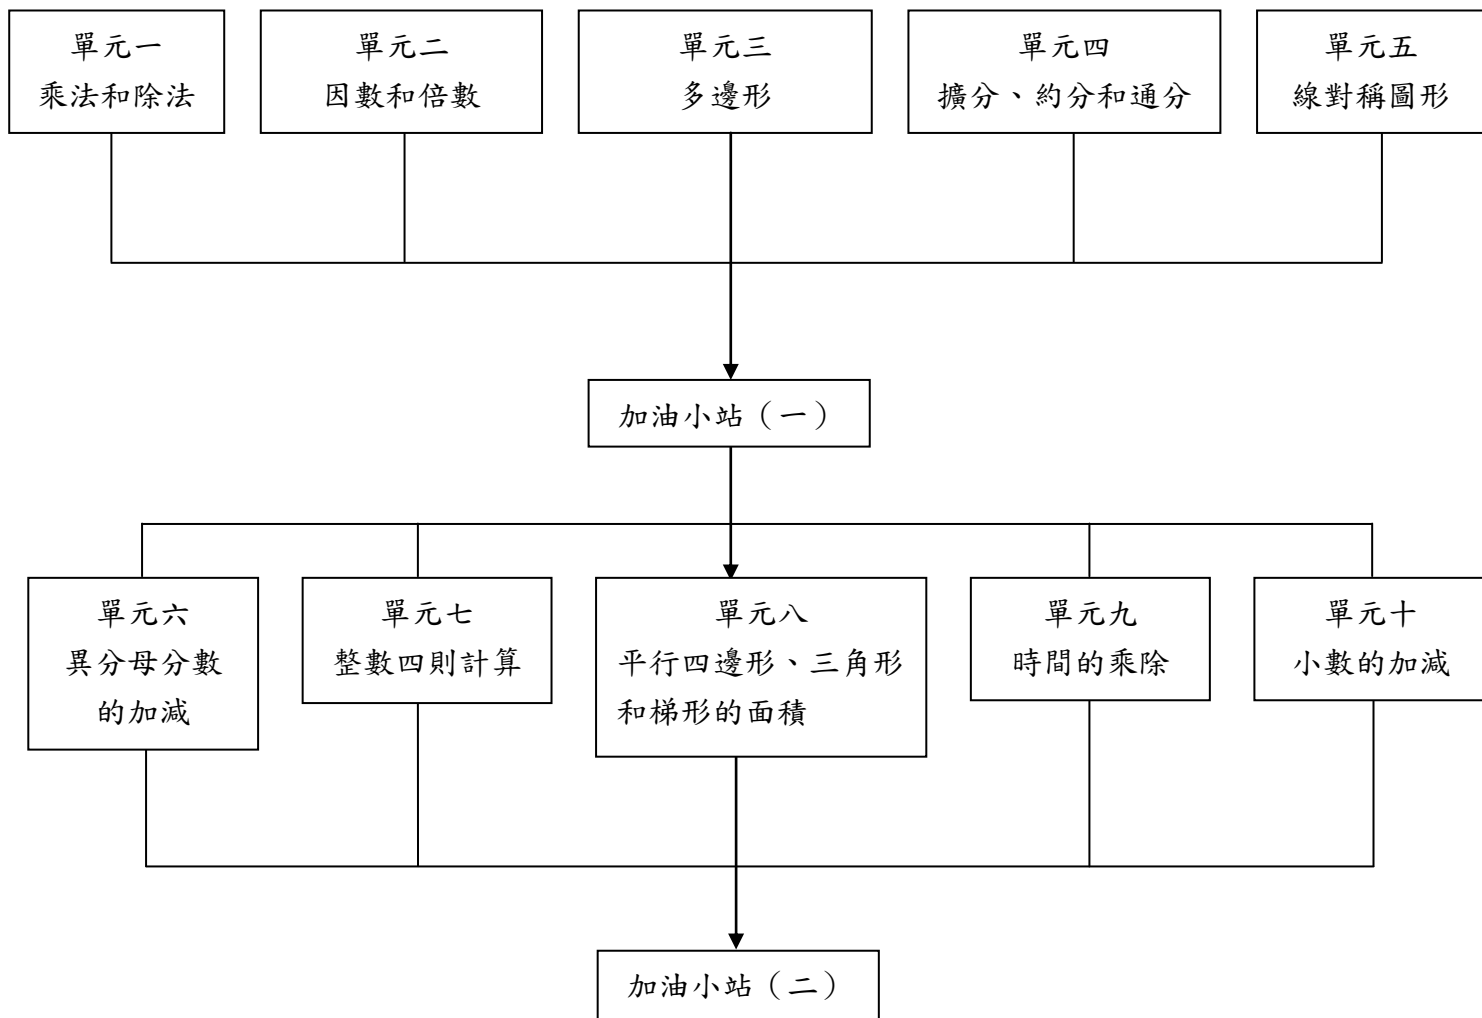 單元一
乘法和除法
單元二
因數和倍數
單元三
多邊形
單元四
擴分、約分和通分
單元五
線對稱圖形
加油小站（一）
單元六
異分母分數
的加減
單元七
整數四則計算
單元八
平行四邊形、三角形
和梯形的面積
單元九
時間的乘除
單元十
小數的加減
加油小站（二）